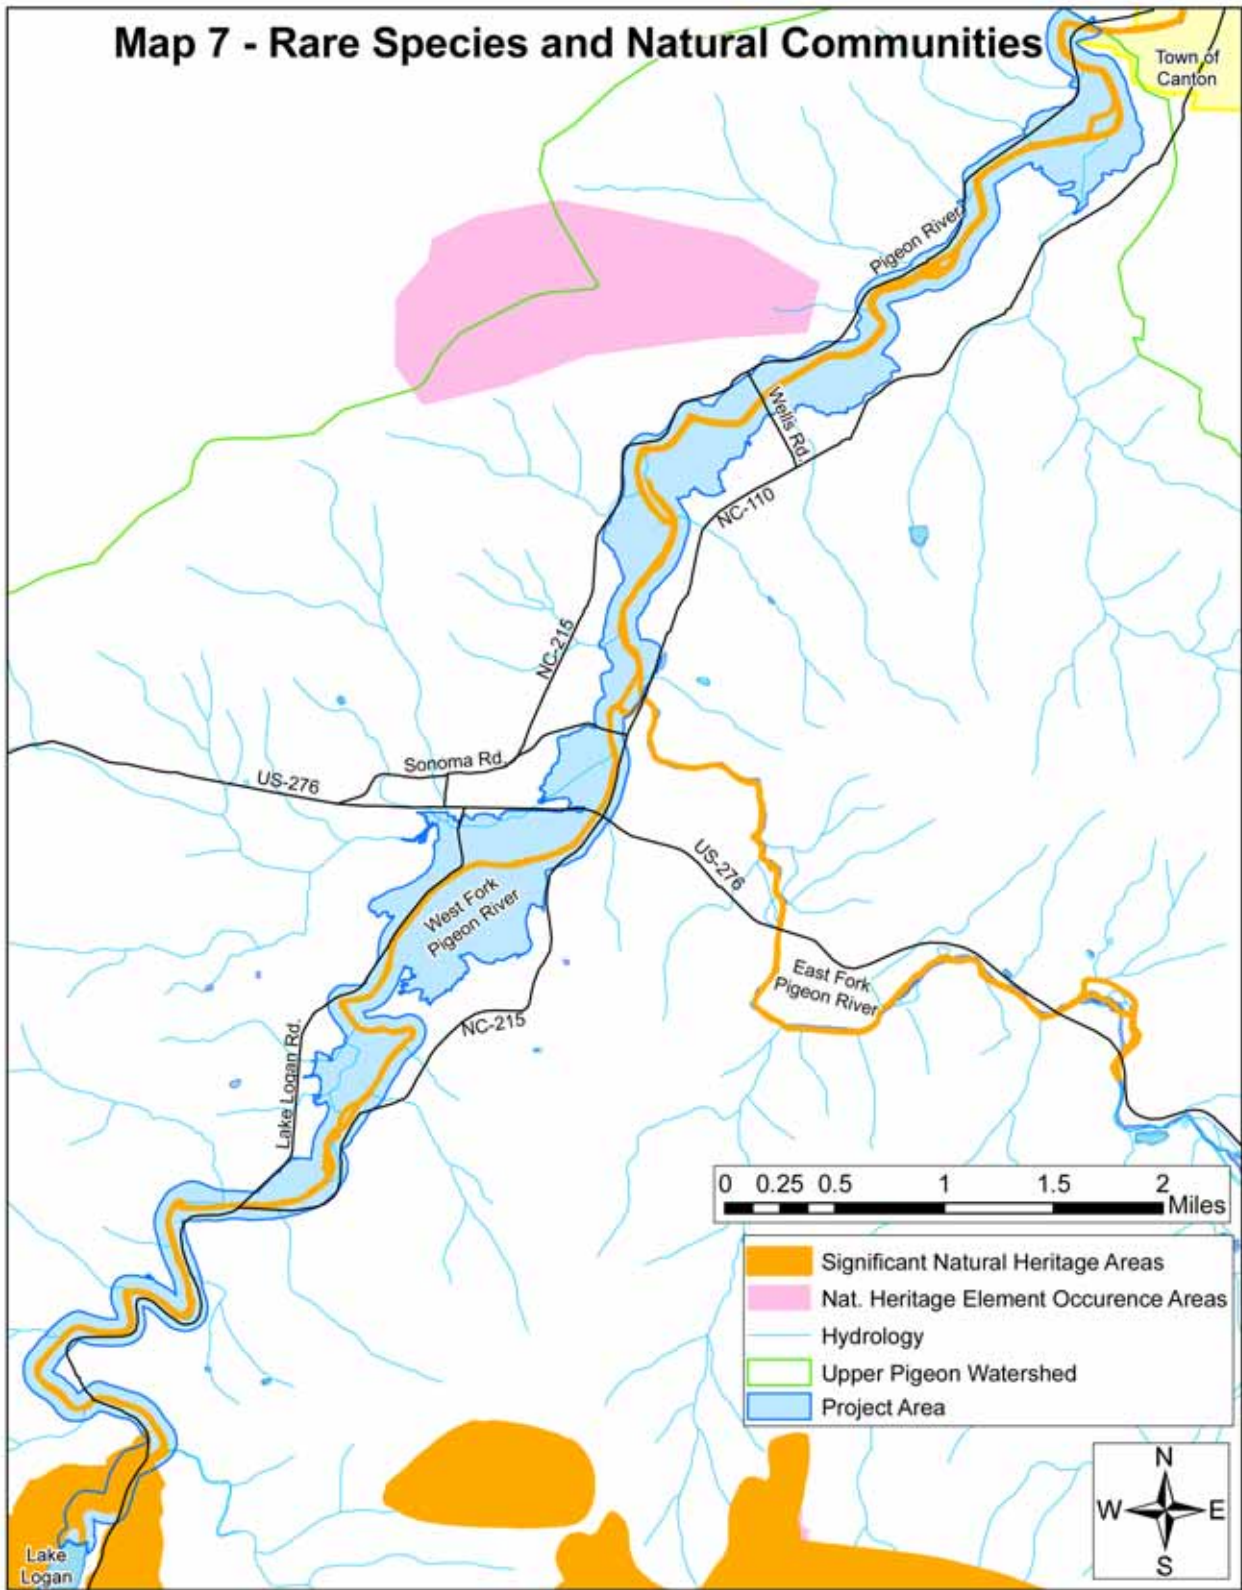 Map 7 - Rare Species and Natural Communities
Town of
Canton
Pigeon River
Wells Rd.
NC-110
NC-215
Sonoma Rd.
US-276
US-276
West Fork
Pigeon River
East Fork
Pigeon River
NC-215
Lake Logan Rd.
0 0.25 0.5 1 1.5 2
Miles
Significant Natural Heritage Areas
Nat. Heritage Element Occurence Areas
Hydrology
Upper Pigeon Watershed
Project Area
N
W E
S
Lake
Logan